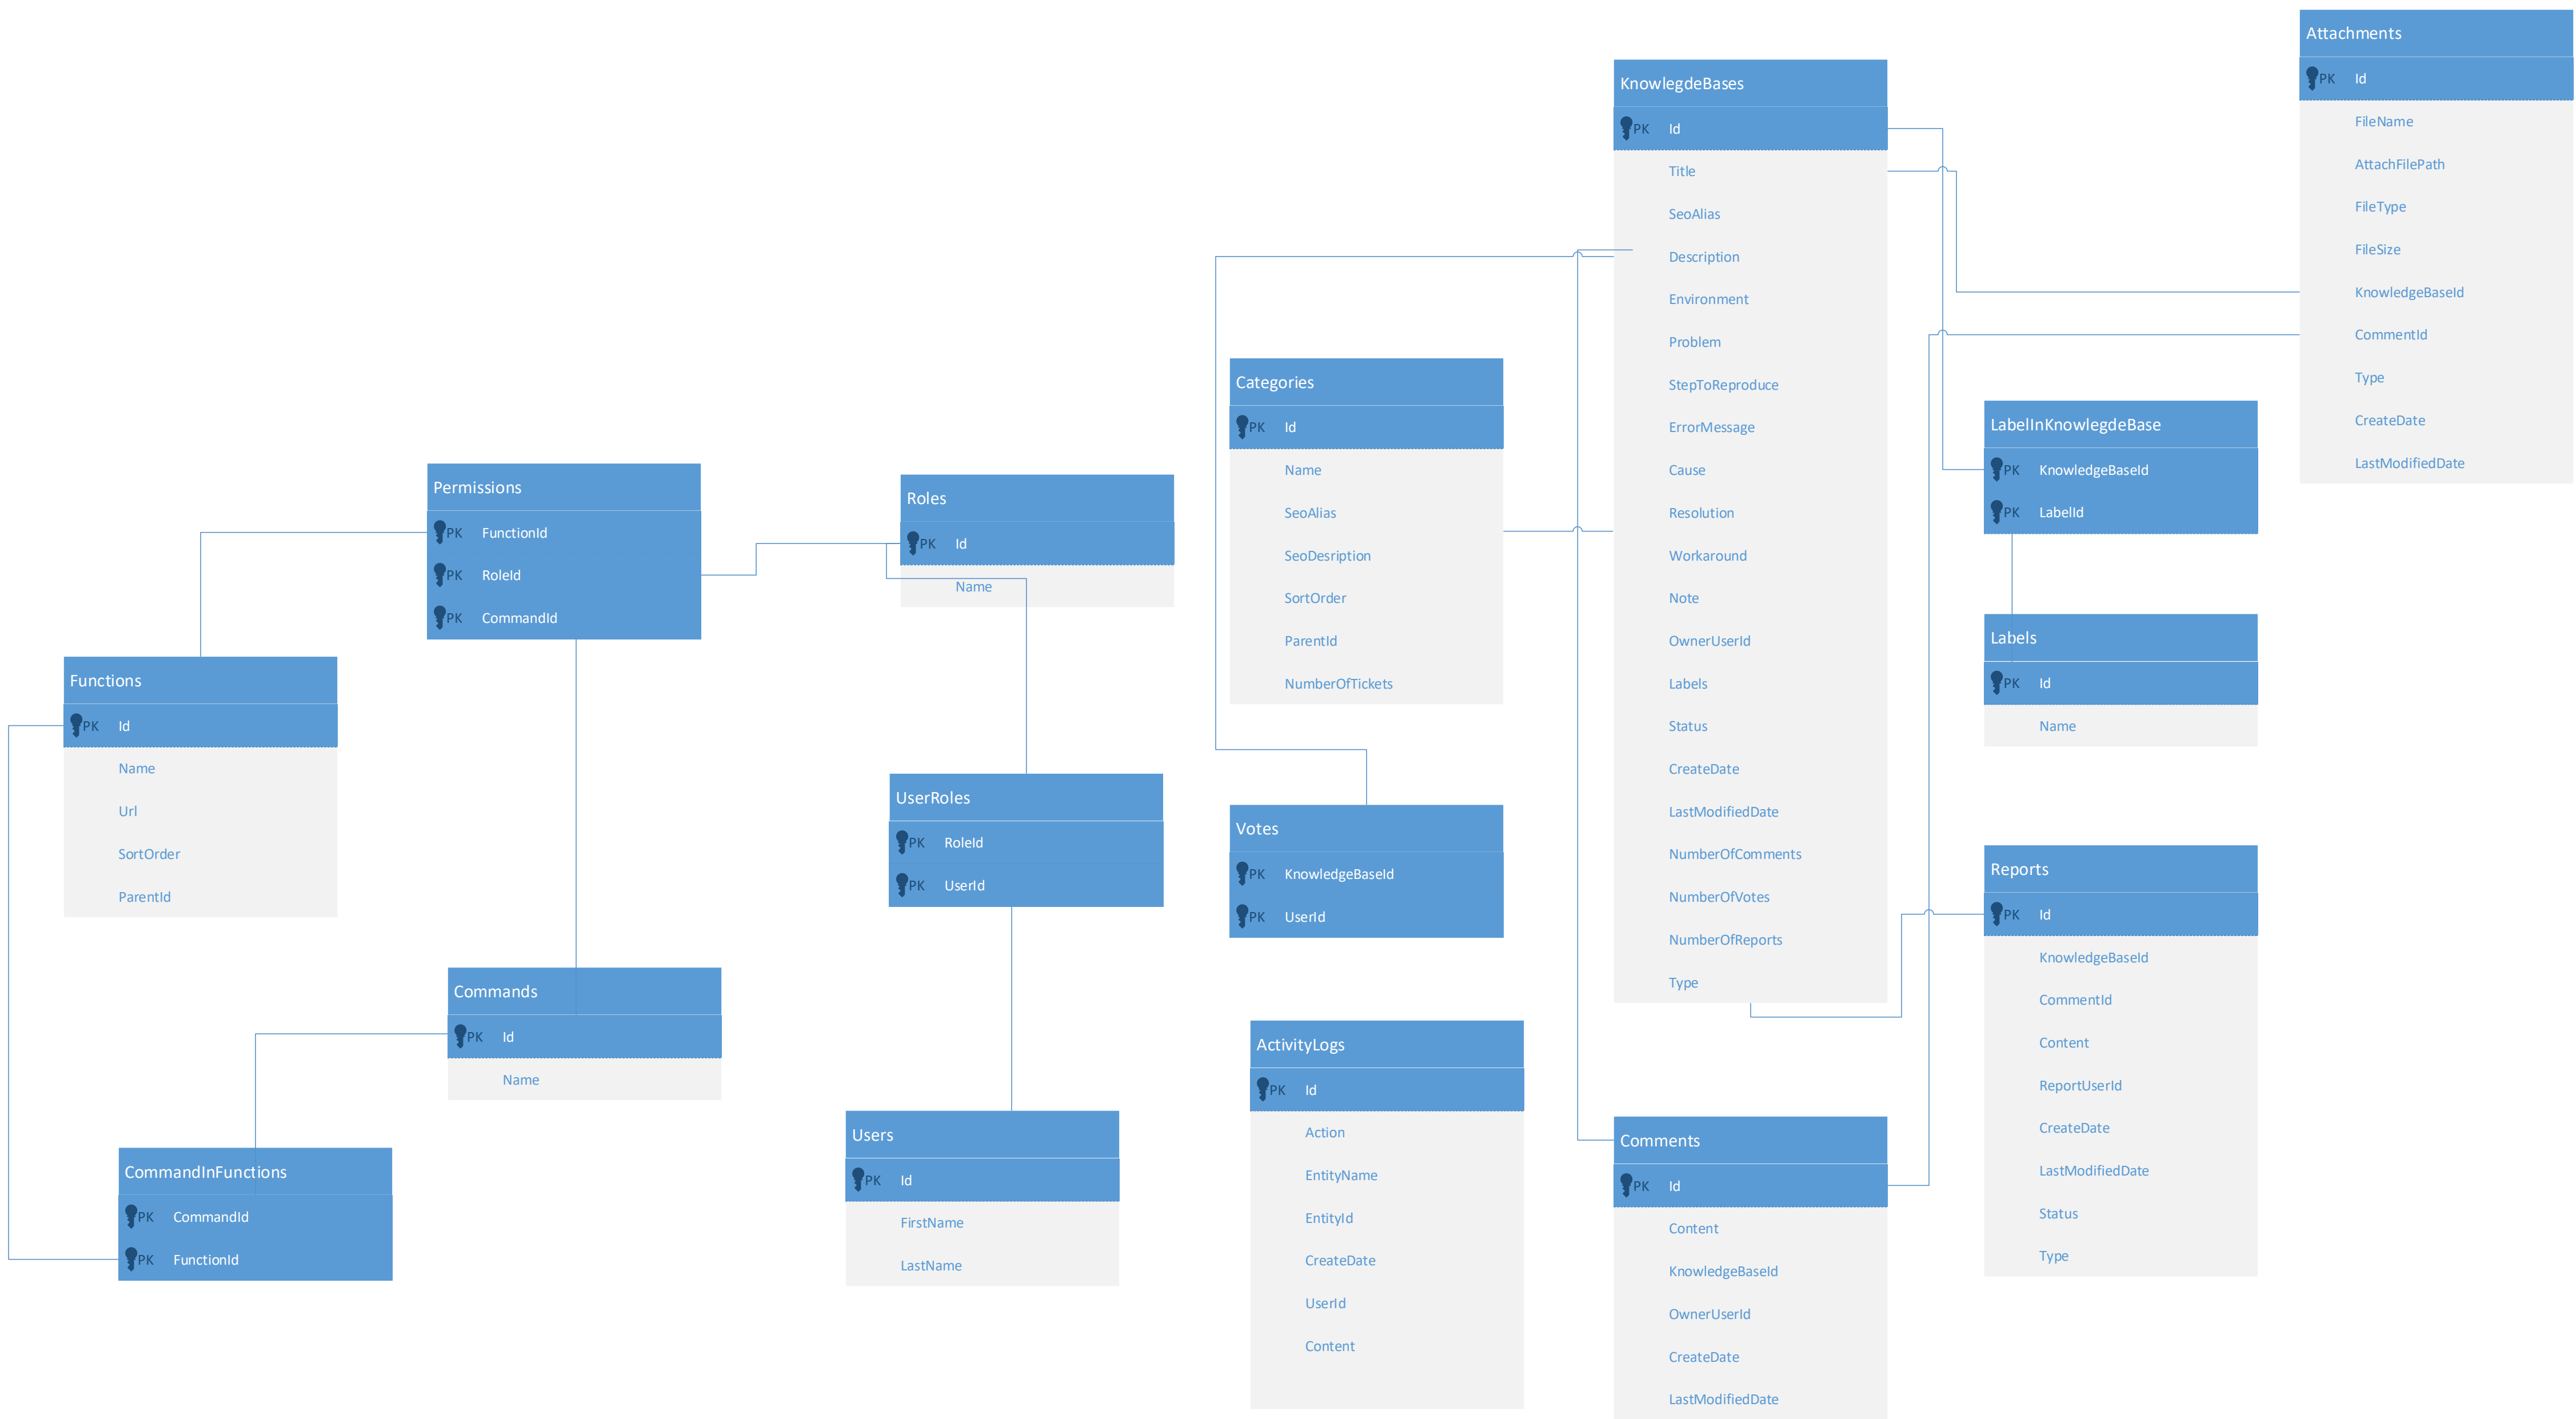 Attachments
PK Id
FileName
AttachFilePath
FileType
FileSize
KnowledgeBaseId
CommentId
Type
CreateDate
LastModifiedDate
KnowlegdeBases
PK Id
Title
SeoAlias
Description
Environment
Problem
StepToReproduce
ErrorMessage
Cause
Resolution
Workaround
Note
OwnerUserId
Labels
Status
CreateDate
LastModifiedDate
NumberOfComments
NumberOfVotes
NumberOfReports
Type
Categories
PK Id
Name
SeoAlias
SeoDesription
SortOrder
ParentId
NumberOfTickets
LabelInKnowlegdeBase
PK KnowledgeBaseId
PK LabelId
Permissions
PK FunctionId
PK RoleId
PK CommandId
Roles
PK Id
Name
Labels
PK Id
Name
Functions
PK Id
Name
Url
SortOrder
ParentId
UserRoles
PK RoleId
PK UserId
Votes
PK KnowledgeBaseId
PK UserId
Reports
PK Id
KnowledgeBaseId
CommentId
Content
ReportUserId
CreateDate
LastModifiedDate
Status
Type
Commands
PK Id
Name
ActivityLogs
PK Id
Action
EntityName
EntityId
CreateDate
UserId
Content
Users
PK Id
FirstName
LastName
Comments
PK Id
Content
KnowledgeBaseId
OwnerUserId
CreateDate
LastModifiedDate
CommandInFunctions
PK CommandId
PK FunctionId